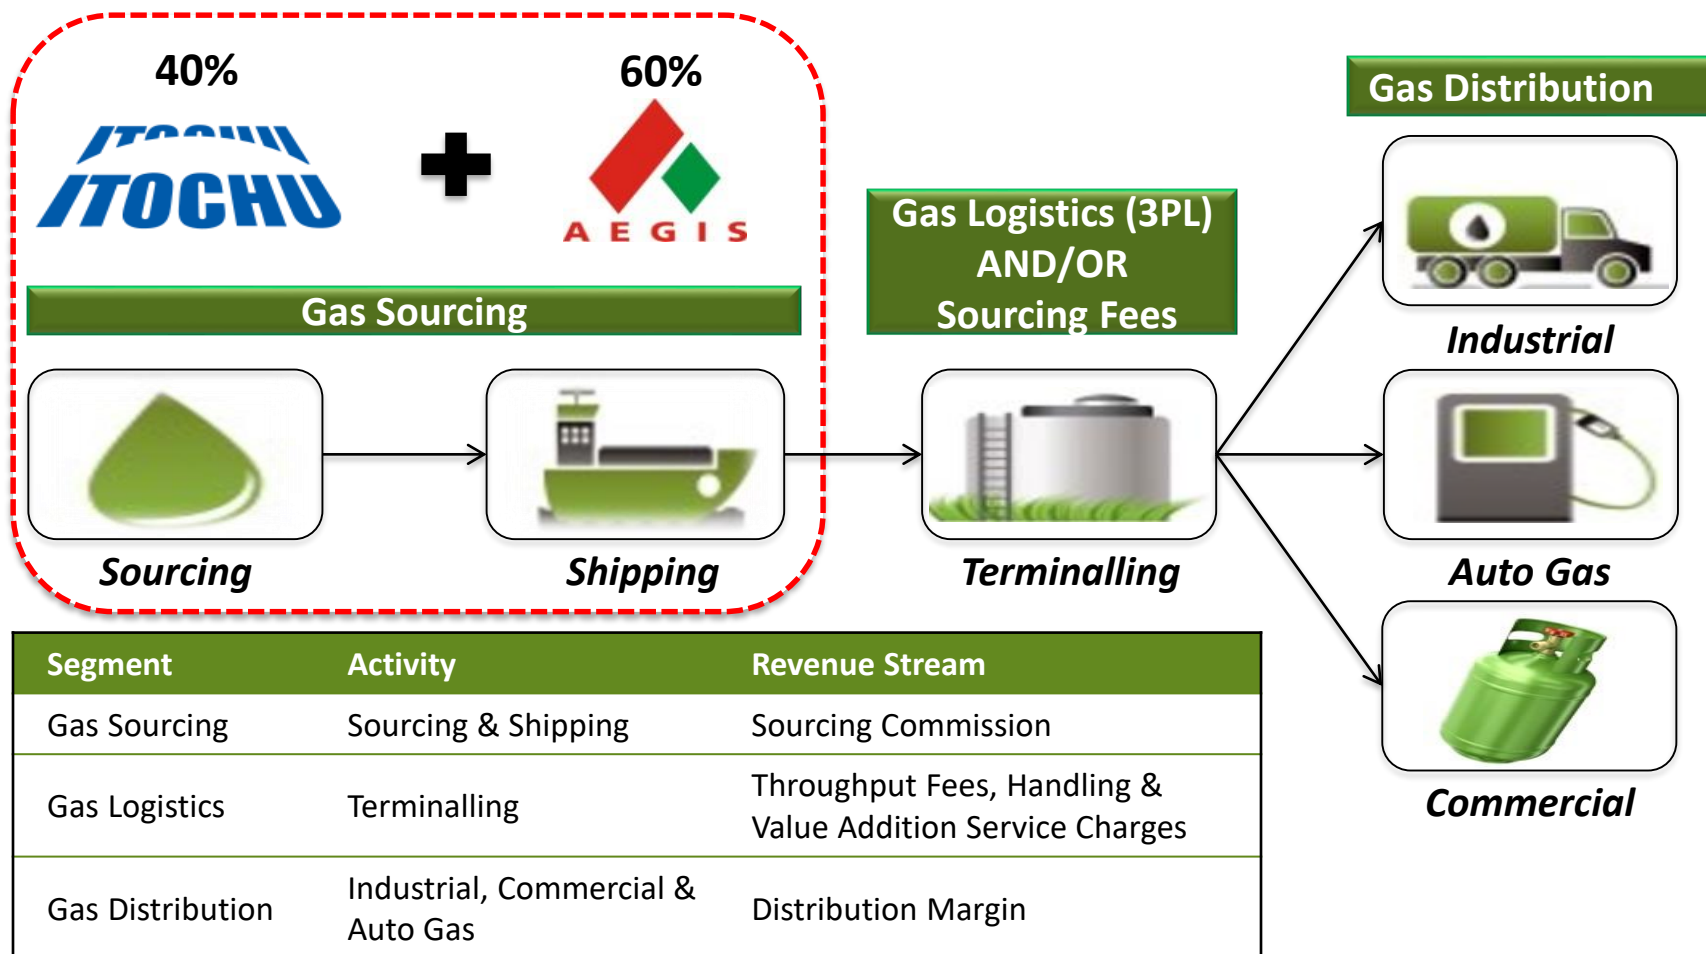 40%
60%
ITOCHU
ITOCHU
AEGIS
Gas Sourcing
Sourcing
Shipping
Gas Logistics (3PL)
AND/OR
Sourcing Fees
Terminalling
Gas Distribution
Industrial
Auto Gas
Commercial
Segment Activity Revenue Stream
Gas Sourcing Sourcing & Shipping Sourcing Commission
Gas Logistics Terminalling Throughput Fees, Handling &
Value Addition Service Charges
Gas Distribution Industrial, Commercial &
Auto Gas Distribution Margin